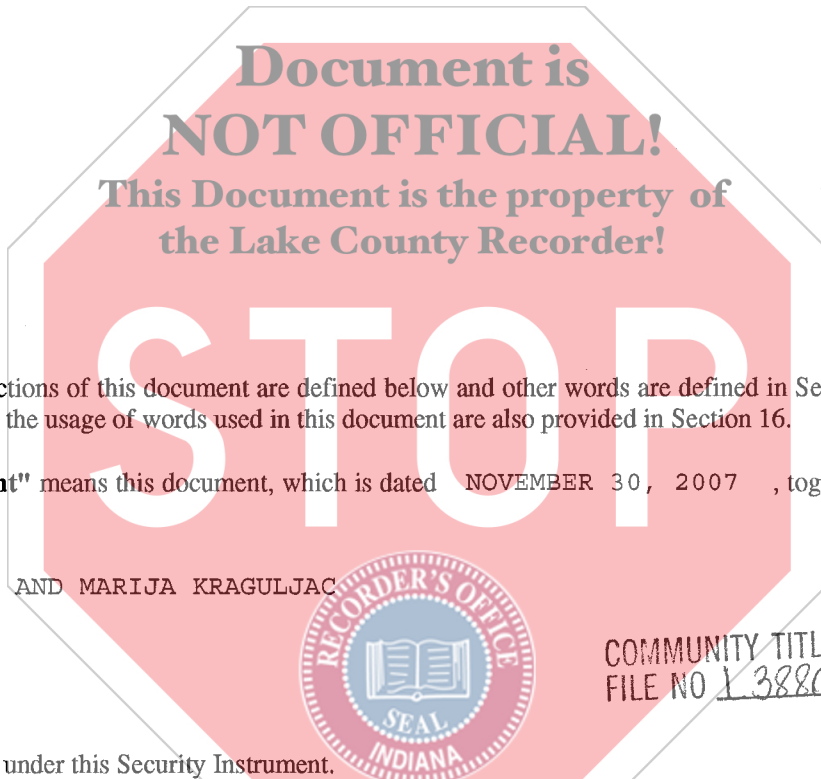 Document is
NOT OFFICIAL!
This Document is the property of
the Lake County Recorder!
STOP
ctions of this document are defined below and other words are defined in Se
the usage of words used in this document are also provided in Section 16.
nt" means this document, which is dated NOVEMBER 30, 2007 , tog
AND MARIJA KRAGULJAC
RECORDER'S OFFICE
SEAL
INDIANA
COMMUNITY TITL
FILE NO L3880
under this Security Instrument.